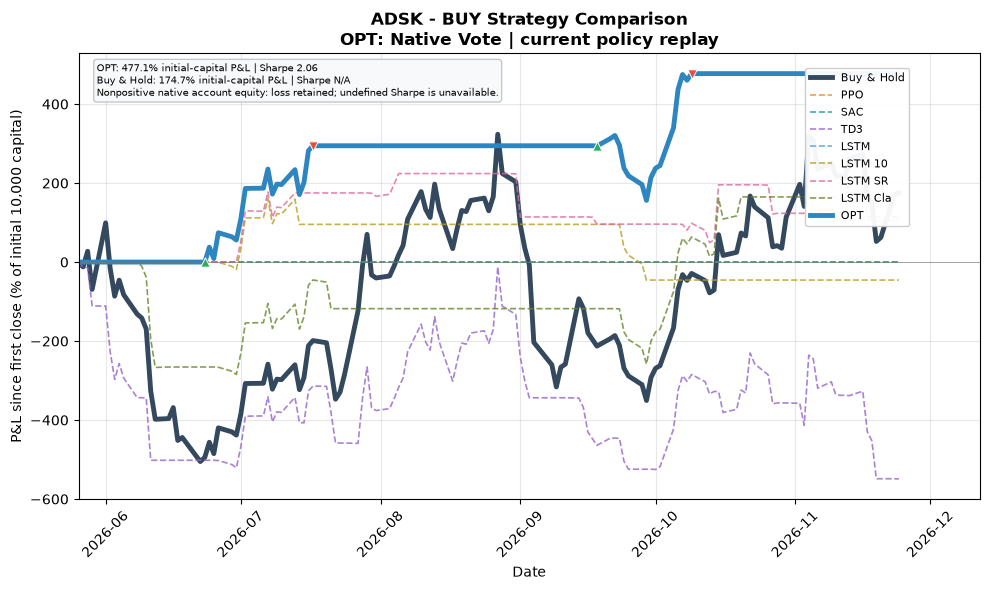 ADSK - BUY Strategy Comparison
OPT: Native Vote | current policy replay
OPT: 477.1% initial-capital P&L | Sharpe 2.06
Buy & Hold: 174.7% initial-capital P&L | Sharpe N/A
Nonpositive native account equity: loss retained; undefined Sharpe is unavailable.
Buy & Hold
PPO
SAC
TD3
LSTM
LSTM 10
LSTM SR
LSTM Cla
OPT
P&L since first close (% of initial 10,000 capital)
400
200
0
−200
−400
−600
2026-06
2026-07
2026-08
2026-09
2026-10
2026-11
2026-12
Date